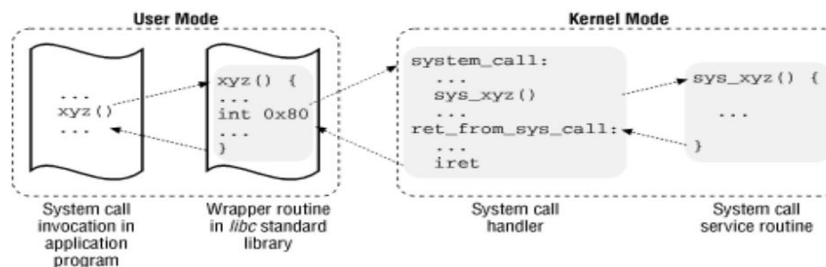 User Mode
Kernel Mode
...
xyz()
...
xyz() {
...
int 0x80
...
}
system_call:
...
sys_xyz()
...
ret_from_sys_call:
...
iret
sys_xyz() {
...
}
System call
invocation in
application
program
Wrapper routine
in libc standard
library
System call
handler
System call
service routine